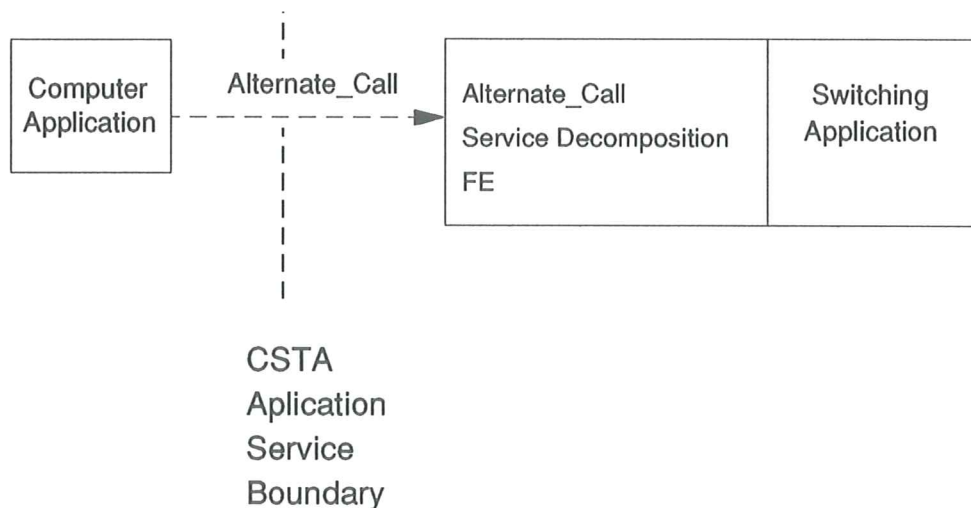 Computer
Application
Alternate_Call
Alternate_Call
Service Decomposition
FE
Switching
Application
CSTA
Aplication
Service
Boundary